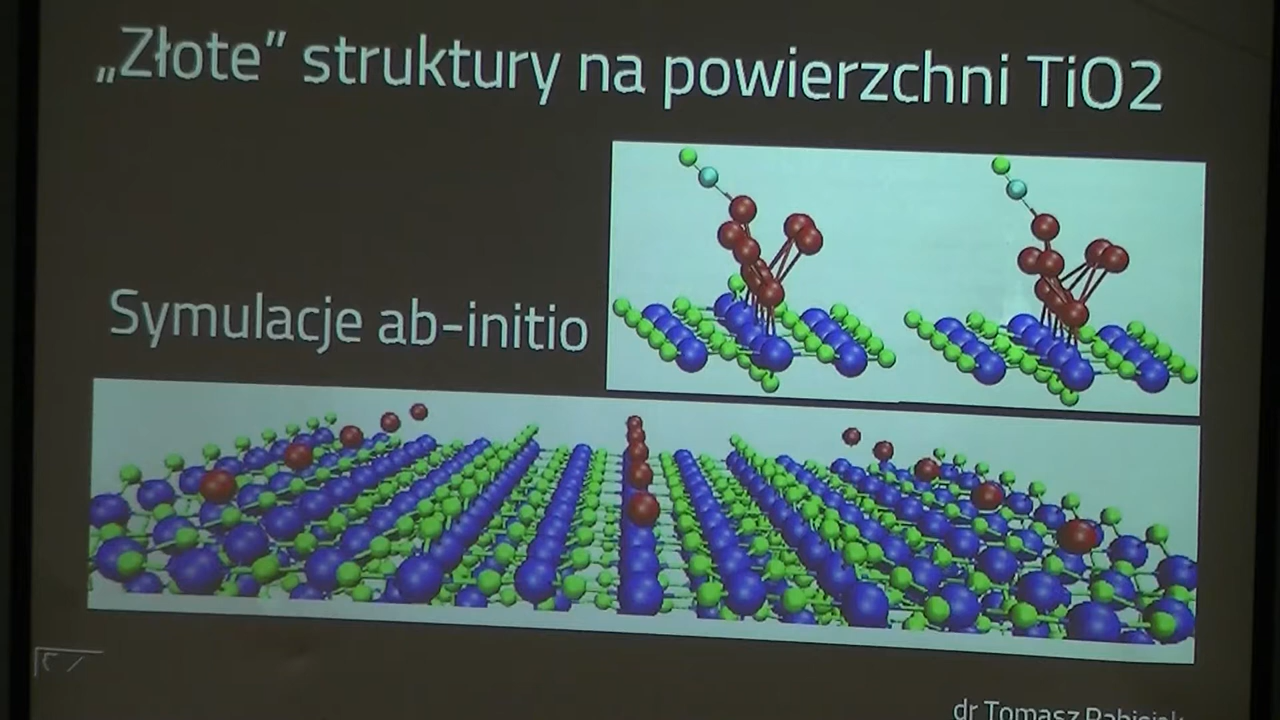 „Złote” struktury na powierzchni TiO2
Symulacje ab-initio
dr Tomasz